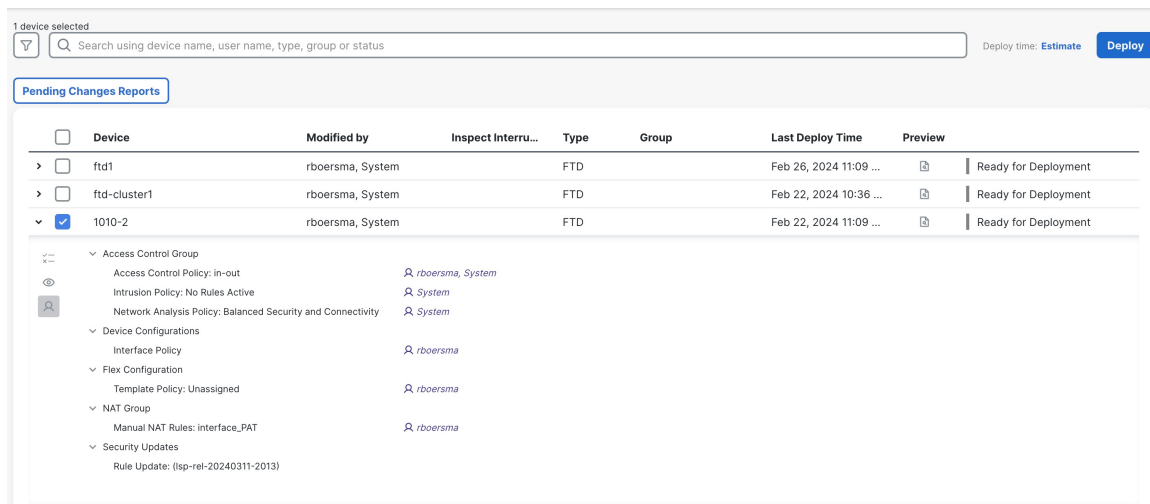 1 device selected
Search using device name, user name, type, group or status
Deploy time: Estimate
Deploy
Pending Changes Reports
Device Modified by Inspect Interru... Type Group Last Deploy Time Preview
ftd1 rboersma, System FTD Feb 26, 2024 11:09 ... Ready for Deployment
ftd-cluster1 rboersma, System FTD Feb 22, 2024 10:36 ... Ready for Deployment
1010-2 rboersma, System FTD Feb 22, 2024 11:09 ... Ready for Deployment
Access Control Group
Access Control Policy: in-out rboersma, System
Intrusion Policy: No Rules Active System
Network Analysis Policy: Balanced Security and Connectivity System
Device Configurations
Interface Policy rboersma
Flex Configuration
Template Policy: Unassigned rboersma
NAT Group
Manual NAT Rules: interface_PAT rboersma
Security Updates
Rule Update: (lsp-rel-20240311-2013)